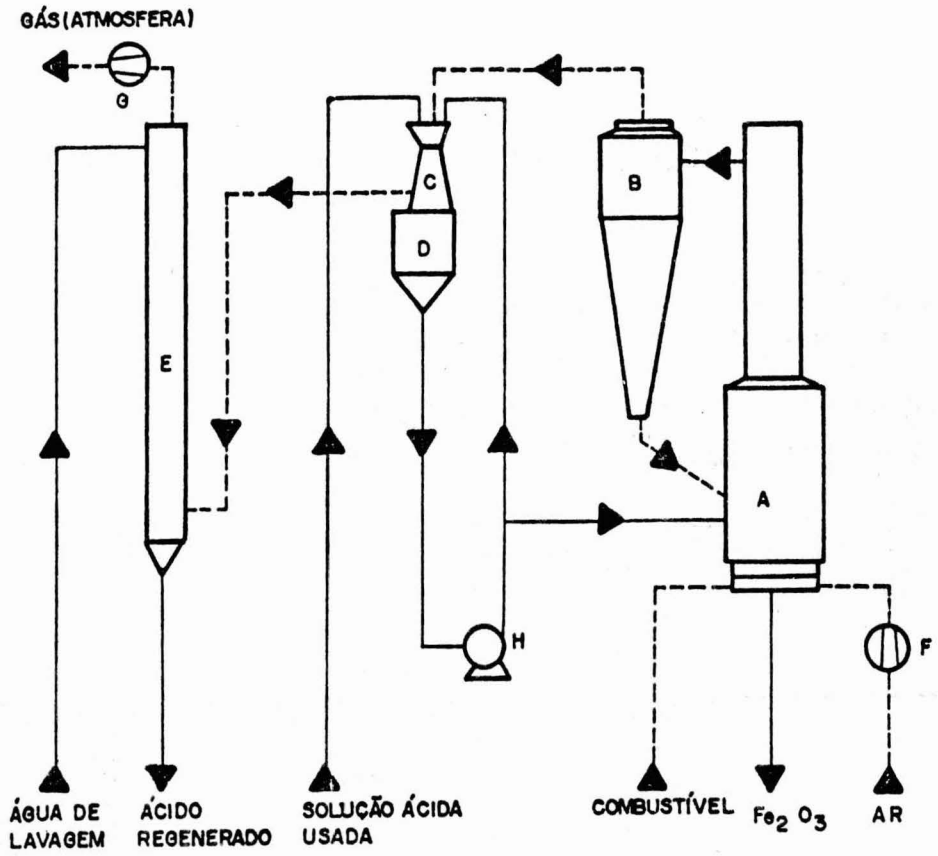 GÁS (ATMOSFERA)
G
C
B
D
E
A
H
F
ÁGUA DE
LAVAGEM
ÁCIDO
REGENERADO
SOLUÇÃO ÁCIDA
USADA
COMBUSTÍVEL
Fe2 O3
AR